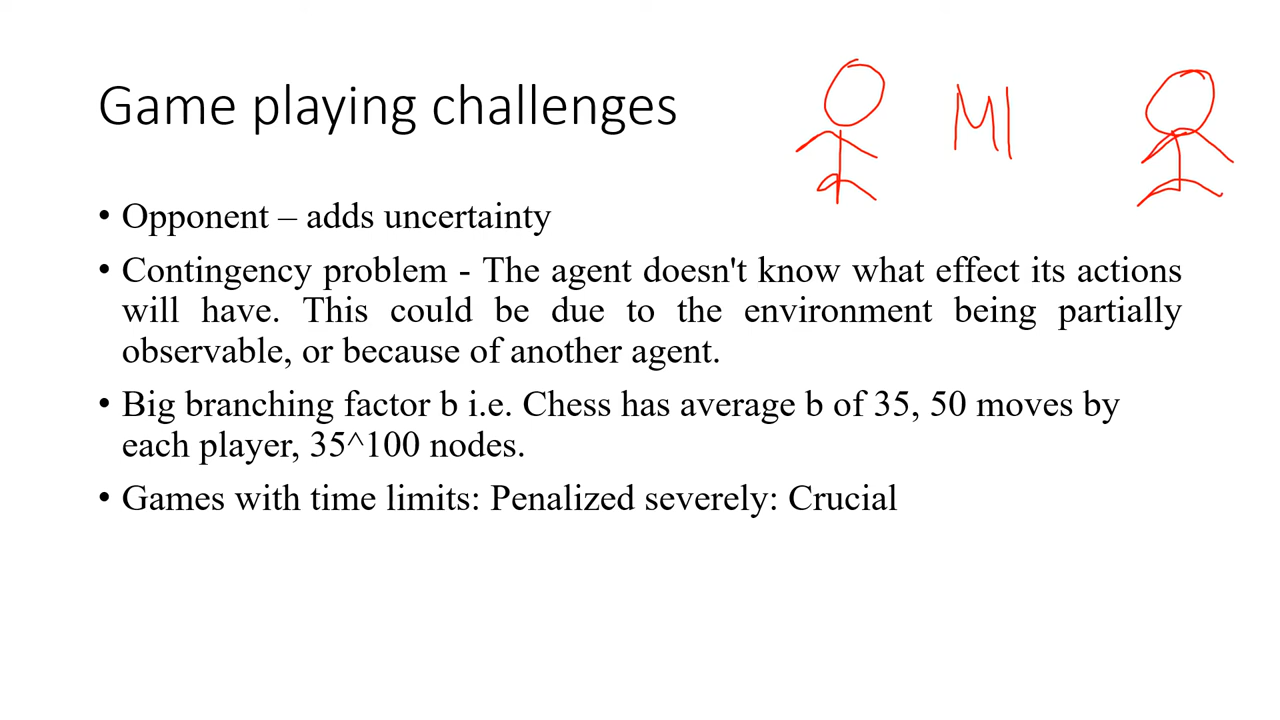 Game playing challenges
M1
• Opponent – adds uncertainty
• Contingency problem - The agent doesn't know what effect its actions
will have. This could be due to the environment being partially
observable, or because of another agent.
• Big branching factor b i.e. Chess has average b of 35, 50 moves by
each player, 35^100 nodes.
• Games with time limits: Penalized severely: Crucial